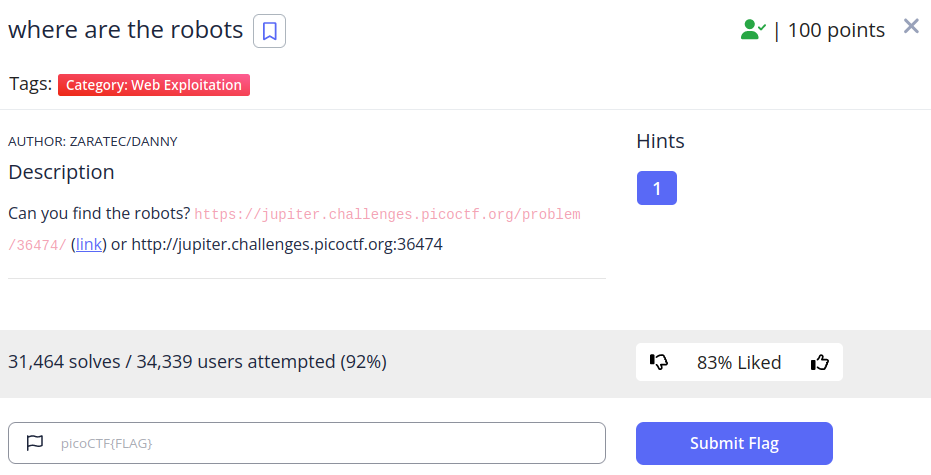 where are the robots
| 100 points
Tags: Category: Web Exploitation
AUTHOR: ZARATEC/DANNY
Hints
Description
1
Can you find the robots? https://jupiter.challenges.picoctf.org/problem
/36474/ (link) or http://jupiter.challenges.picoctf.org:36474
31,464 solves / 34,339 users attempted (92%)
83% Liked
picoCTF{FLAG}
Submit Flag